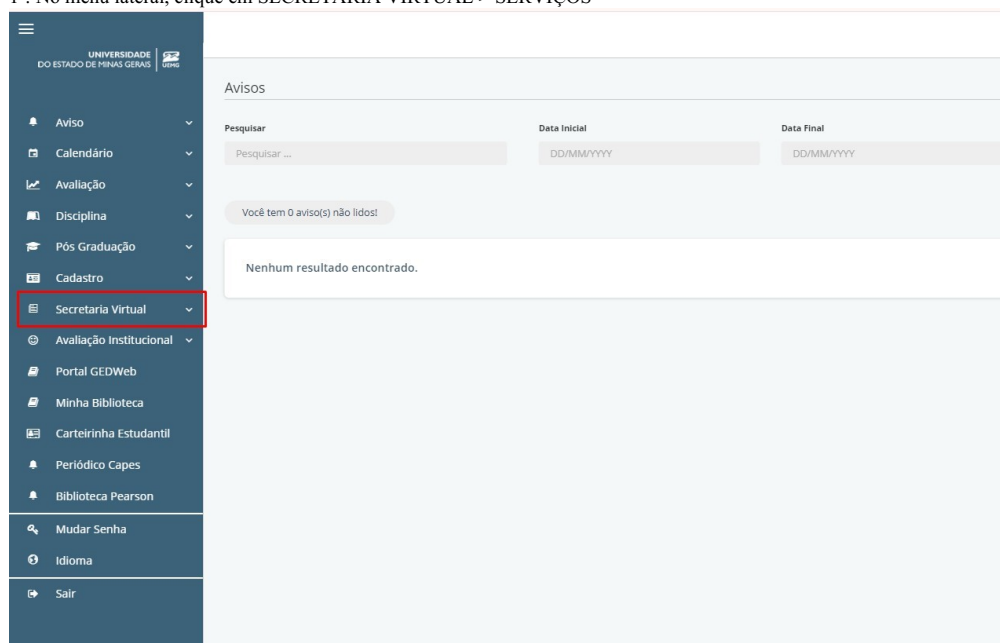 No menu lateral, clique em SECRETARIA VIRTUAL > SERVIÇOS
UNIVERSIDADE
DO ESTADO DE MINAS GERAIS
UEMG
Aviso
Calendário
Avaliação
Disciplina
Pós Graduação
Cadastro
Secretaria Virtual
Avaliação Institucional
Portal GEDWeb
Minha Biblioteca
Carteirinha Estudantil
Periódico Capes
Biblioteca Pearson
Mudar Senha
Idioma
Sair
Avisos
Pesquisar
Pesquisar ...
Data Inicial
DD/MM/YYYY
Data Final
DD/MM/YYYY
Você tem 0 aviso(s) não lidos!
Nenhum resultado encontrado.